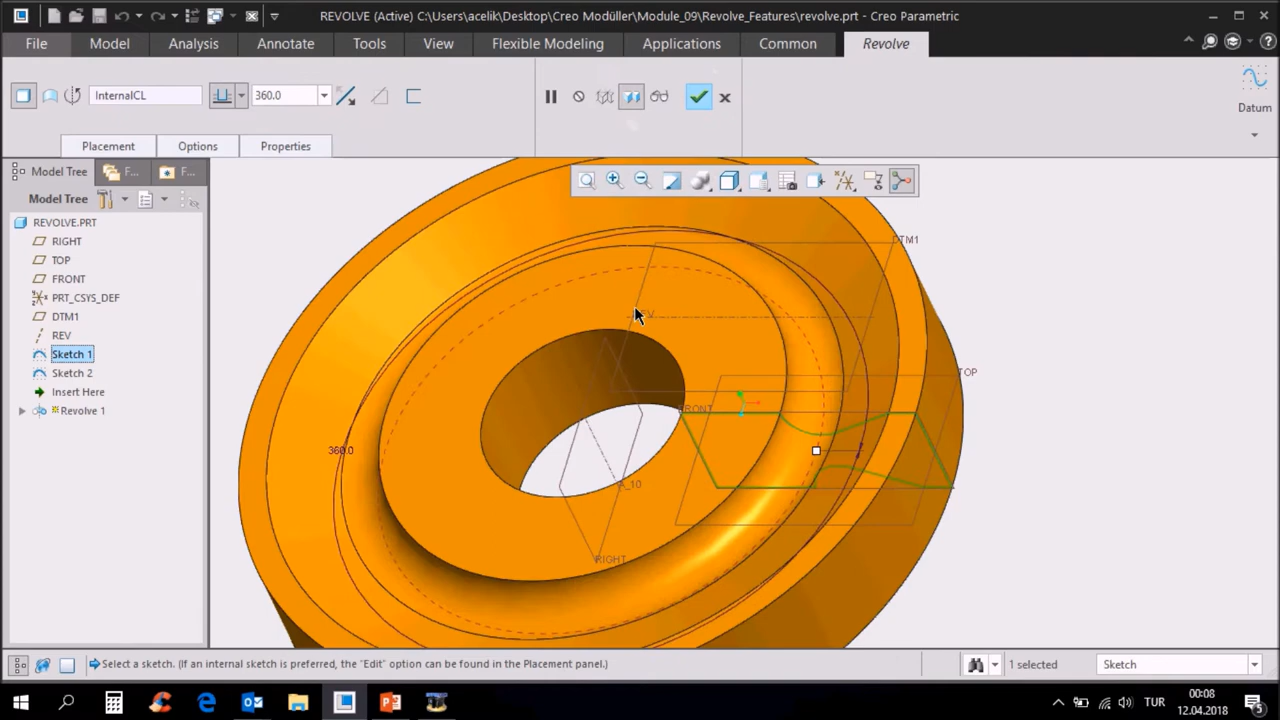 REVOLVE (Active) C:\Users\acelik\Desktop\Creo Modüller\Module_09\Revolve_Features\revolve.prt - Creo Parametric
File Model Analysis Annotate Tools View Flexible Modeling Applications Common Revolve
InternalCL 360.0
Datum
Placement Options Properties
Model Tree F... F...
Model Tree
REVOLVE.PRT
RIGHT
TOP
FRONT
PRT_CSYS_DEF
DTM1
REV
Sketch 1
Sketch 2
Insert Here
Revolve 1
DTM1
TOP
FRONT
360.0
A_10
RIGHT
Select a sketch. (If an internal sketch is preferred, the "Edit" option can be found in the Placement panel.)
1 selected
Sketch
TUR
00:08
12.04.2018
5